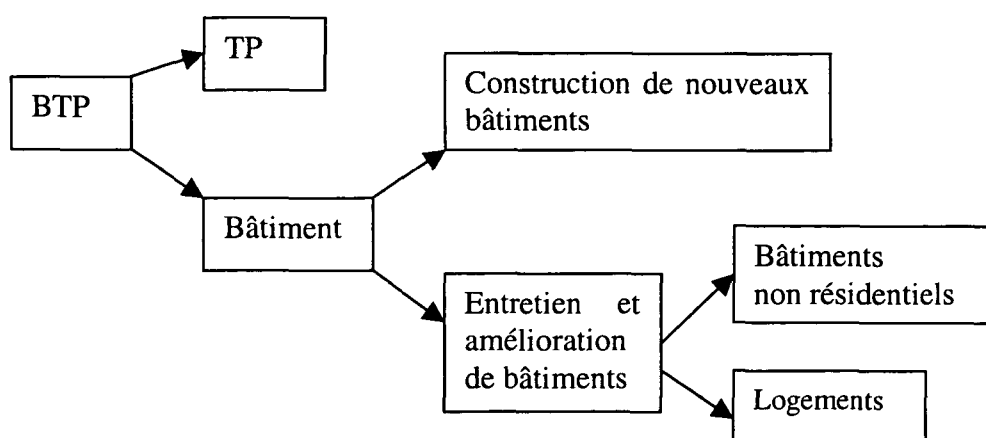 TP
BTP
Construction de nouveaux
bâtiments
Bâtiment
Bâtiments
non résidentiels
Entretien et
amélioration
de bâtiments
Logements